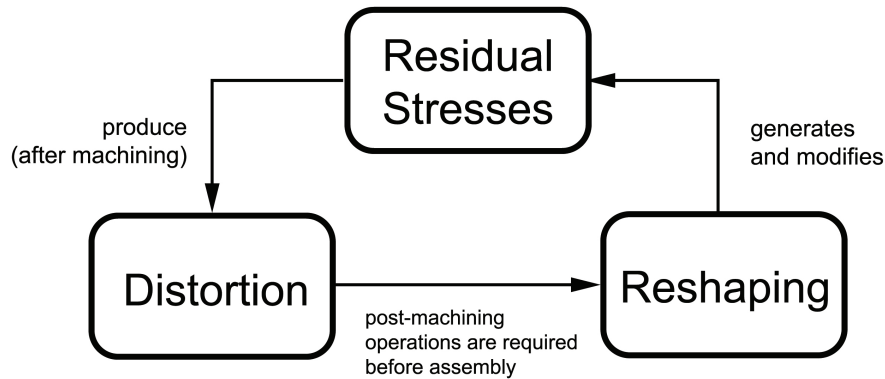 Residual
Stresses
produce
(after machining)
generates
and modifies
Distortion
Reshaping
post-machining
operations are required
before assembly